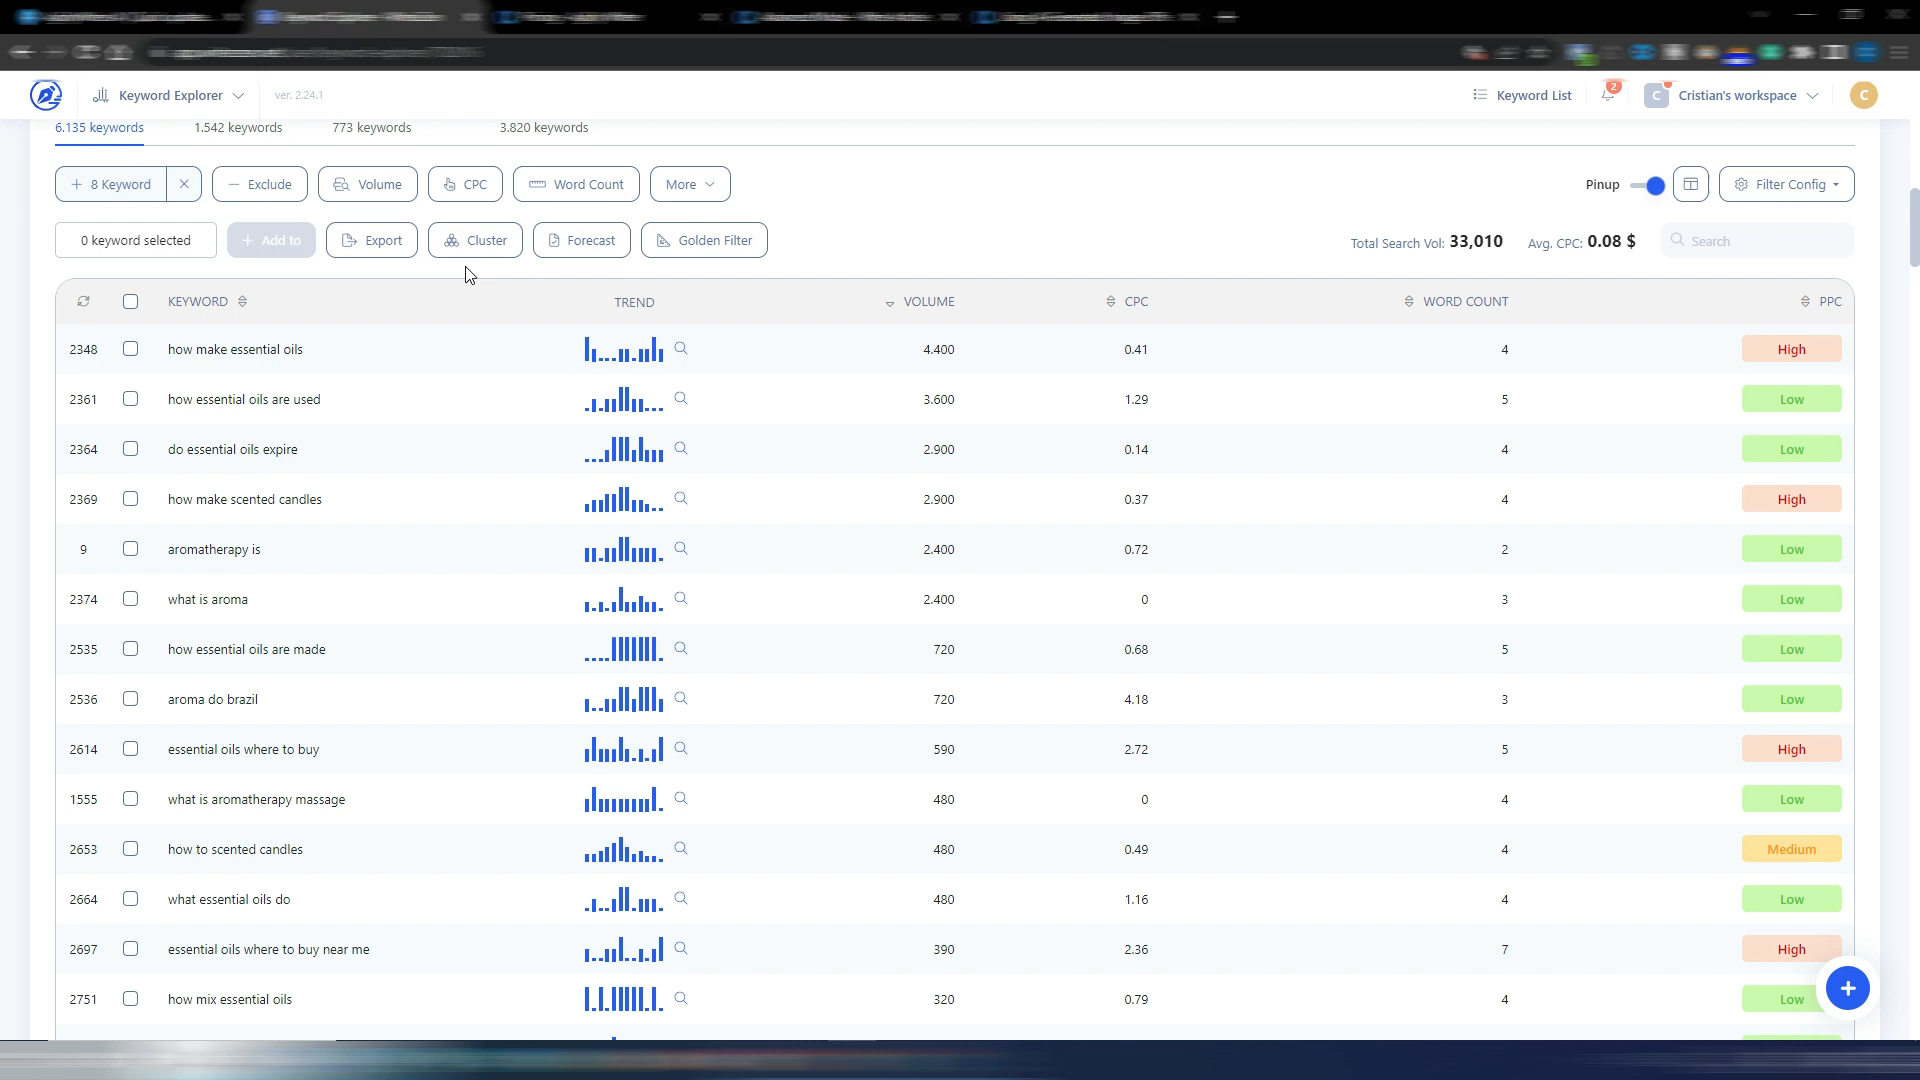 Keyword Explorer ver. 2.24.1 Keyword List 2 C Cristian's workspace C
6.135 keywords 1.542 keywords 773 keywords 3.820 keywords
+ 8 Keyword × − Exclude Volume CPC Word Count More Pinup Filter Config
0 keyword selected + Add to Export Cluster Forecast Golden Filter Total Search Vol: 33,010 Avg. CPC: 0.08 $ Search
KEYWORD TREND VOLUME CPC WORD COUNT PPC
2348 how make essential oils 4.400 0.41 4 High
2361 how essential oils are used 3.600 1.29 5 Low
2364 do essential oils expire 2.900 0.14 4 Low
2369 how make scented candles 2.900 0.37 4 High
9 aromatherapy is 2.400 0.72 2 Low
2374 what is aroma 2.400 0 3 Low
2535 how essential oils are made 720 0.68 5 Low
2536 aroma do brazil 720 4.18 3 Low
2614 essential oils where to buy 590 2.72 5 High
1555 what is aromatherapy massage 480 0 4 Low
2653 how to scented candles 480 0.49 4 Medium
2664 what essential oils do 480 1.16 4 Low
2697 essential oils where to buy near me 390 2.36 7 High
2751 how mix essential oils 320 0.79 4 Low
+